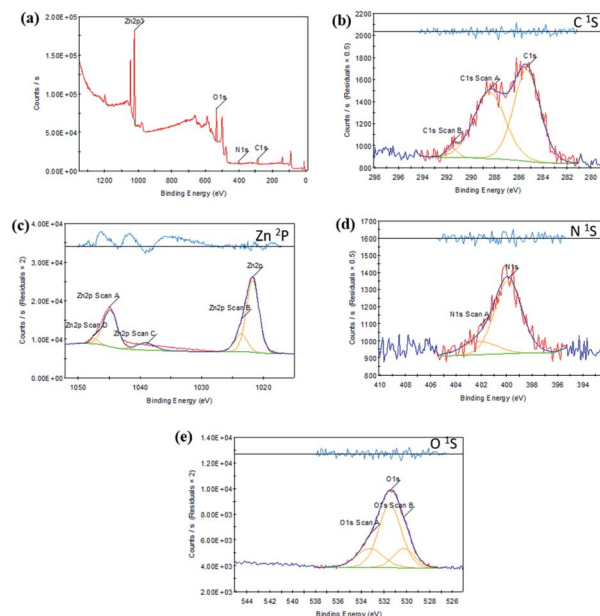 (a)
2.00E+05
1.50E+05
1.00E+05
5.00E+04
0.00E+00
Counts / s
Zn2p3
O1s
N1s
C1s
1200 1000 800 600 400 200 0
Binding Energy (eV)
(b)
C ¹S
2200
2000
1800
1600
1400
1200
1000
800
Counts / s (Residuals × 0.5)
C1s
C1s Scan A
C1s Scan B
298 296 294 292 290 288 286 284 282 280
Binding Energy (eV)
(c)
Zn ²P
4.00E+04
3.00E+04
2.00E+04
1.00E+04
0.00E+00
Counts / s (Residuals × 2)
Zn2p
Zn2p Scan A
Zn2p Scan B
Zn2p Scan D
Zn2p Scan C
1050 1040 1030 1020
Binding Energy (eV)
(d)
N ¹S
1700
1600
1500
1400
1300
1200
1100
1000
900
800
Counts / s (Residuals × 0.5)
N1s
N1s Scan A
410 408 406 404 402 400 398 396 394 392
Binding Energy (eV)
(e)
O ¹S
1.40E+04
1.20E+04
1.00E+04
8.00E+03
6.00E+03
4.00E+03
2.00E+03
0.00E+00
Counts / s (Residuals × 2)
O1s
O1s Scan B
O1s Scan A
544 542 540 538 536 534 532 530 528 526
Binding Energy (eV)